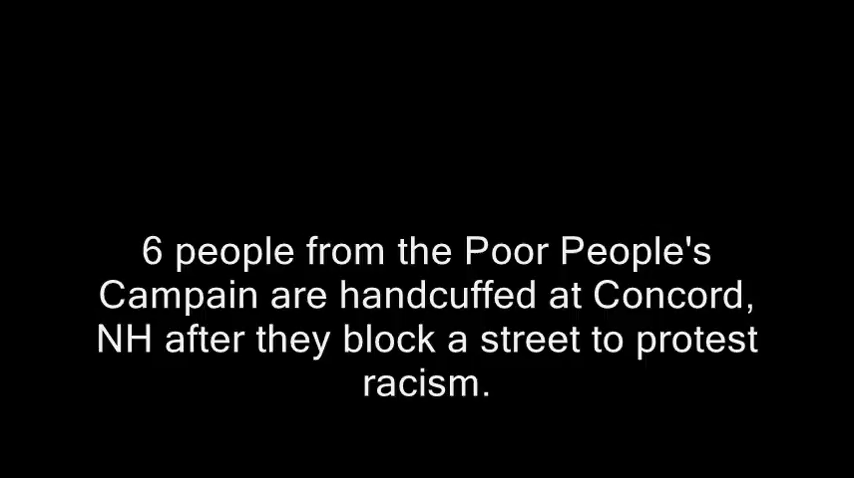 6 people from the Poor People's
Campain are handcuffed at Concord,
NH after they block a street to protest
racism.